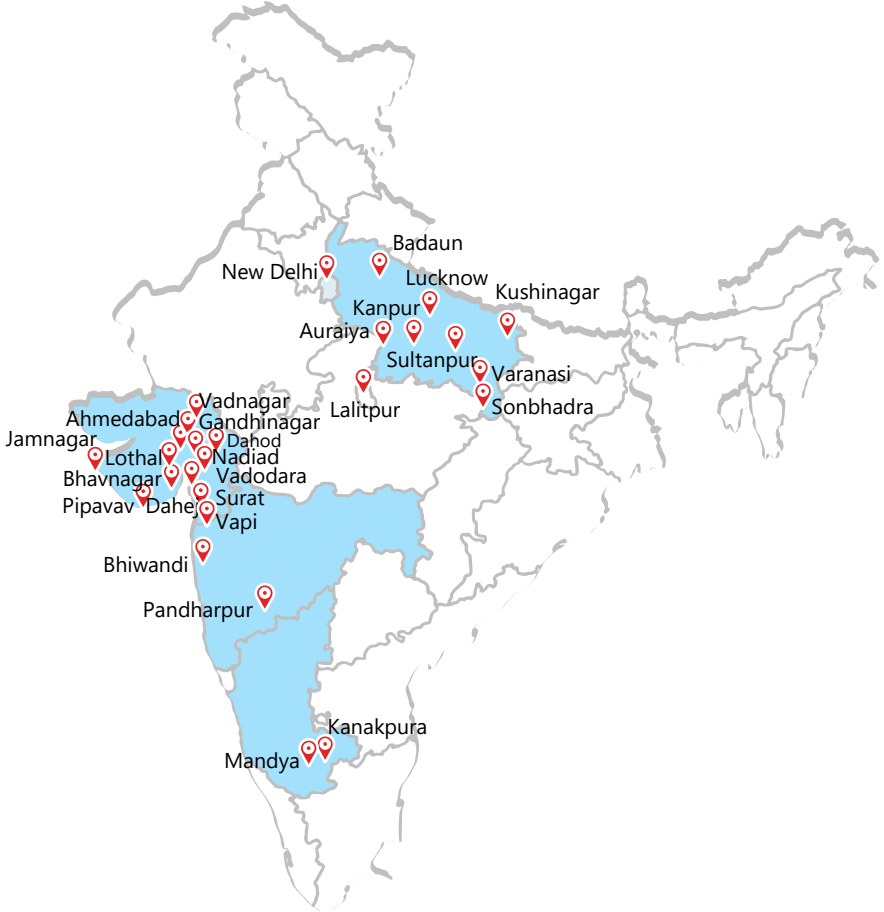 Badaun
New Delhi
Lucknow
Kushinagar
Kanpur
Auraiya
Sultanpur
Varanasi
Lalitpur
Sonbhadra
Vadnagar
Ahmedabad
Gandhinagar
Jamnagar
Dahod
Lothal
Nadiad
Bhavnagar
Vadodara
Pipavav
Dahej
Surat
Vapi
Bhiwandi
Pandharpur
Kanakpura
Mandya